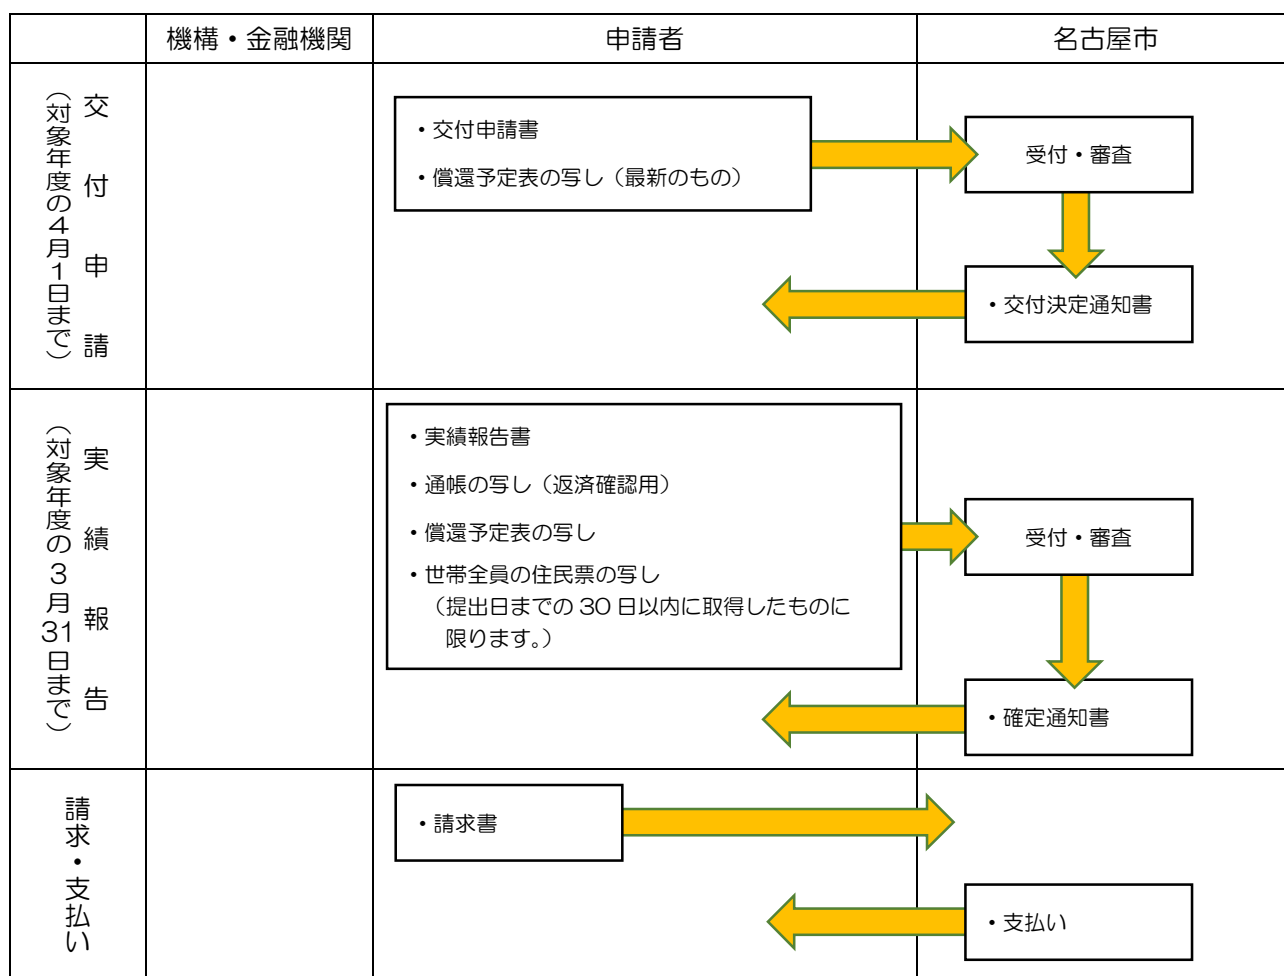 機構・金融機関
申請者
名古屋市
交付申請
（対象年度の４月１日まで）
・交付申請書
・償還予定表の写し（最新のもの）
受付・審査
・交付決定通知書
実績報告
（対象年度の３月31日まで）
・実績報告書
・通帳の写し（返済確認用）
・償還予定表の写し
・世帯全員の住民票の写し
（提出日までの 30 日以内に取得したものに
限ります。）
受付・審査
・確定通知書
請求・支払い
・請求書
・支払い